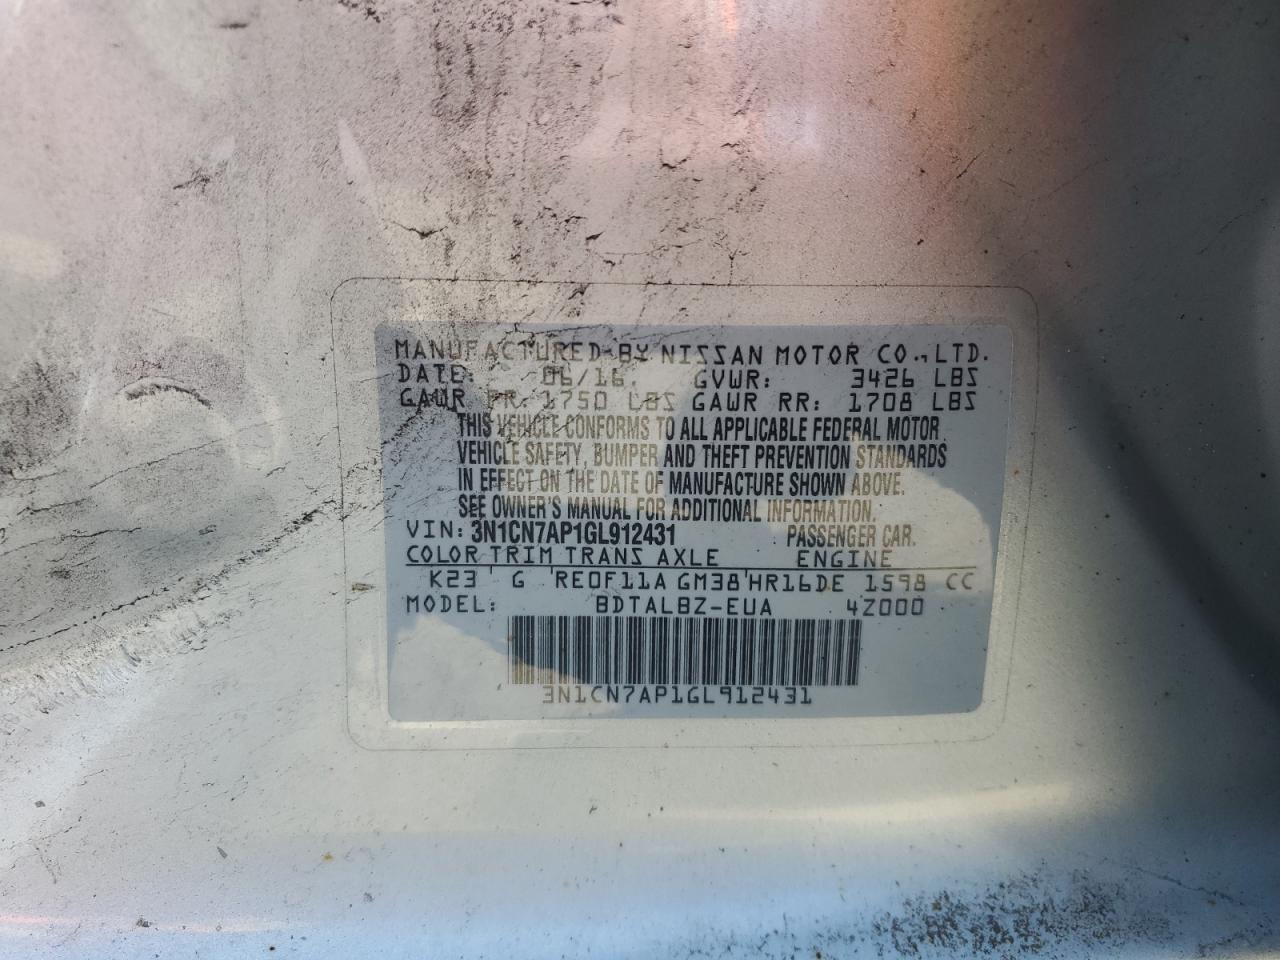 MANUFACTURED BY NISSAN MOTOR CO., LTD.
DATE: 06/16 GVWR: 3426 LBS
GAWR FR: 1750 LBS GAWR RR: 1708 LBS
THIS VEHICLE CONFORMS TO ALL APPLICABLE FEDERAL MOTOR
VEHICLE SAFETY, BUMPER AND THEFT PREVENTION STANDARDS
IN EFFECT ON THE DATE OF MANUFACTURE SHOWN ABOVE.
SEE OWNER'S MANUAL FOR ADDITIONAL INFORMATION.
VIN: 3N1CN7AP1GL912431 PASSENGER CAR.
COLOR TRIM TRANS AXLE ENGINE
K23 G RE0F11A GM38 HR16DE 1598 CC
MODEL: BDTALBZ-EUA 4Z000
3N1CN7AP1GL912431